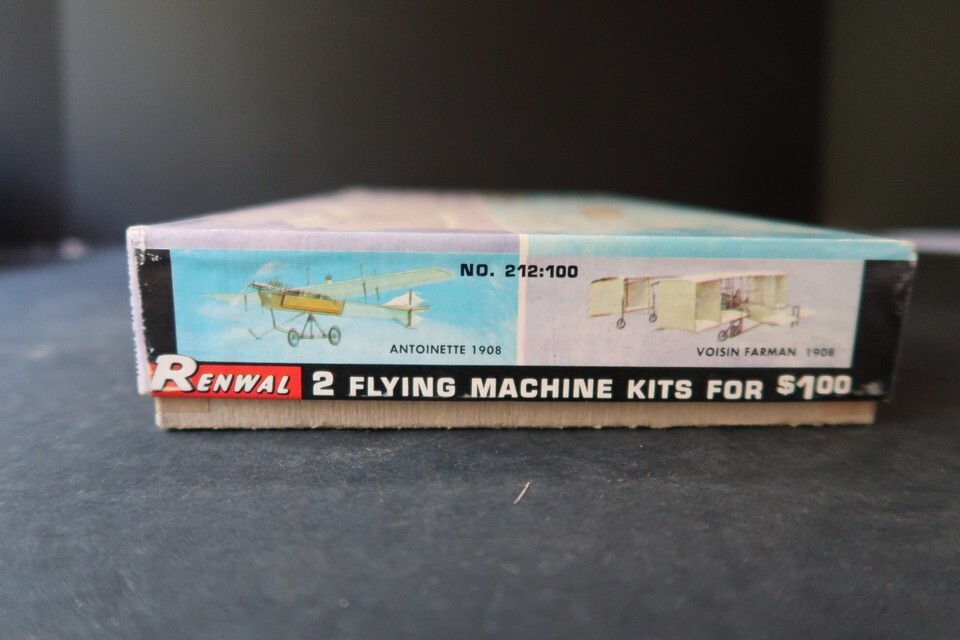 NO. 212:100
ANTOINETTE 1908
VOISIN FARMAN 1908
RENWAL 2 FLYING MACHINE KITS FOR $1.00